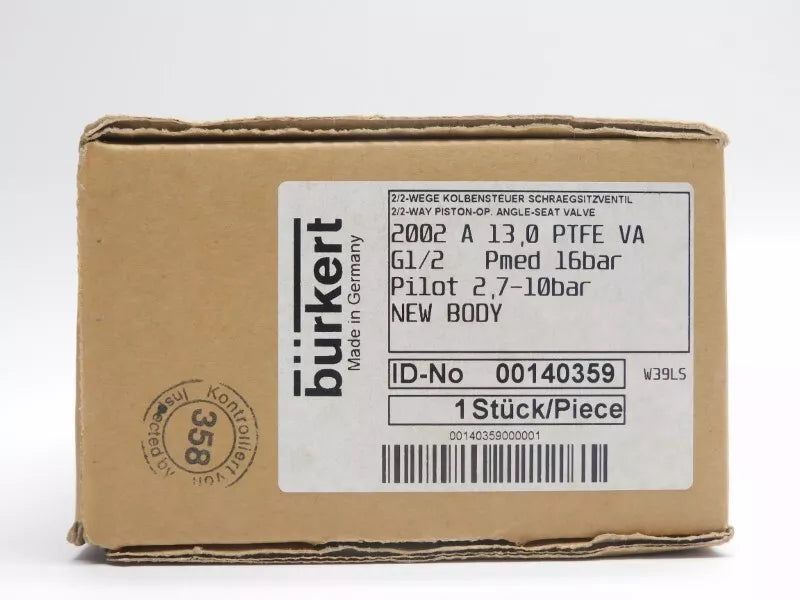 bürkert
Made in Germany
2/2-WEGE KOLBENSTEUER SCHRAEGSITZVENTIL
2/2-WAY PISTON-OP. ANGLE-SEAT VALVE
2002 A 13,0 PTFE VA
G1/2 Pmed 16bar
Pilot 2,7-10bar
NEW BODY
ID-No 00140359
W39LS
1 Stück/Piece
00140359000001
Kontrolliert von
358
Inspected by